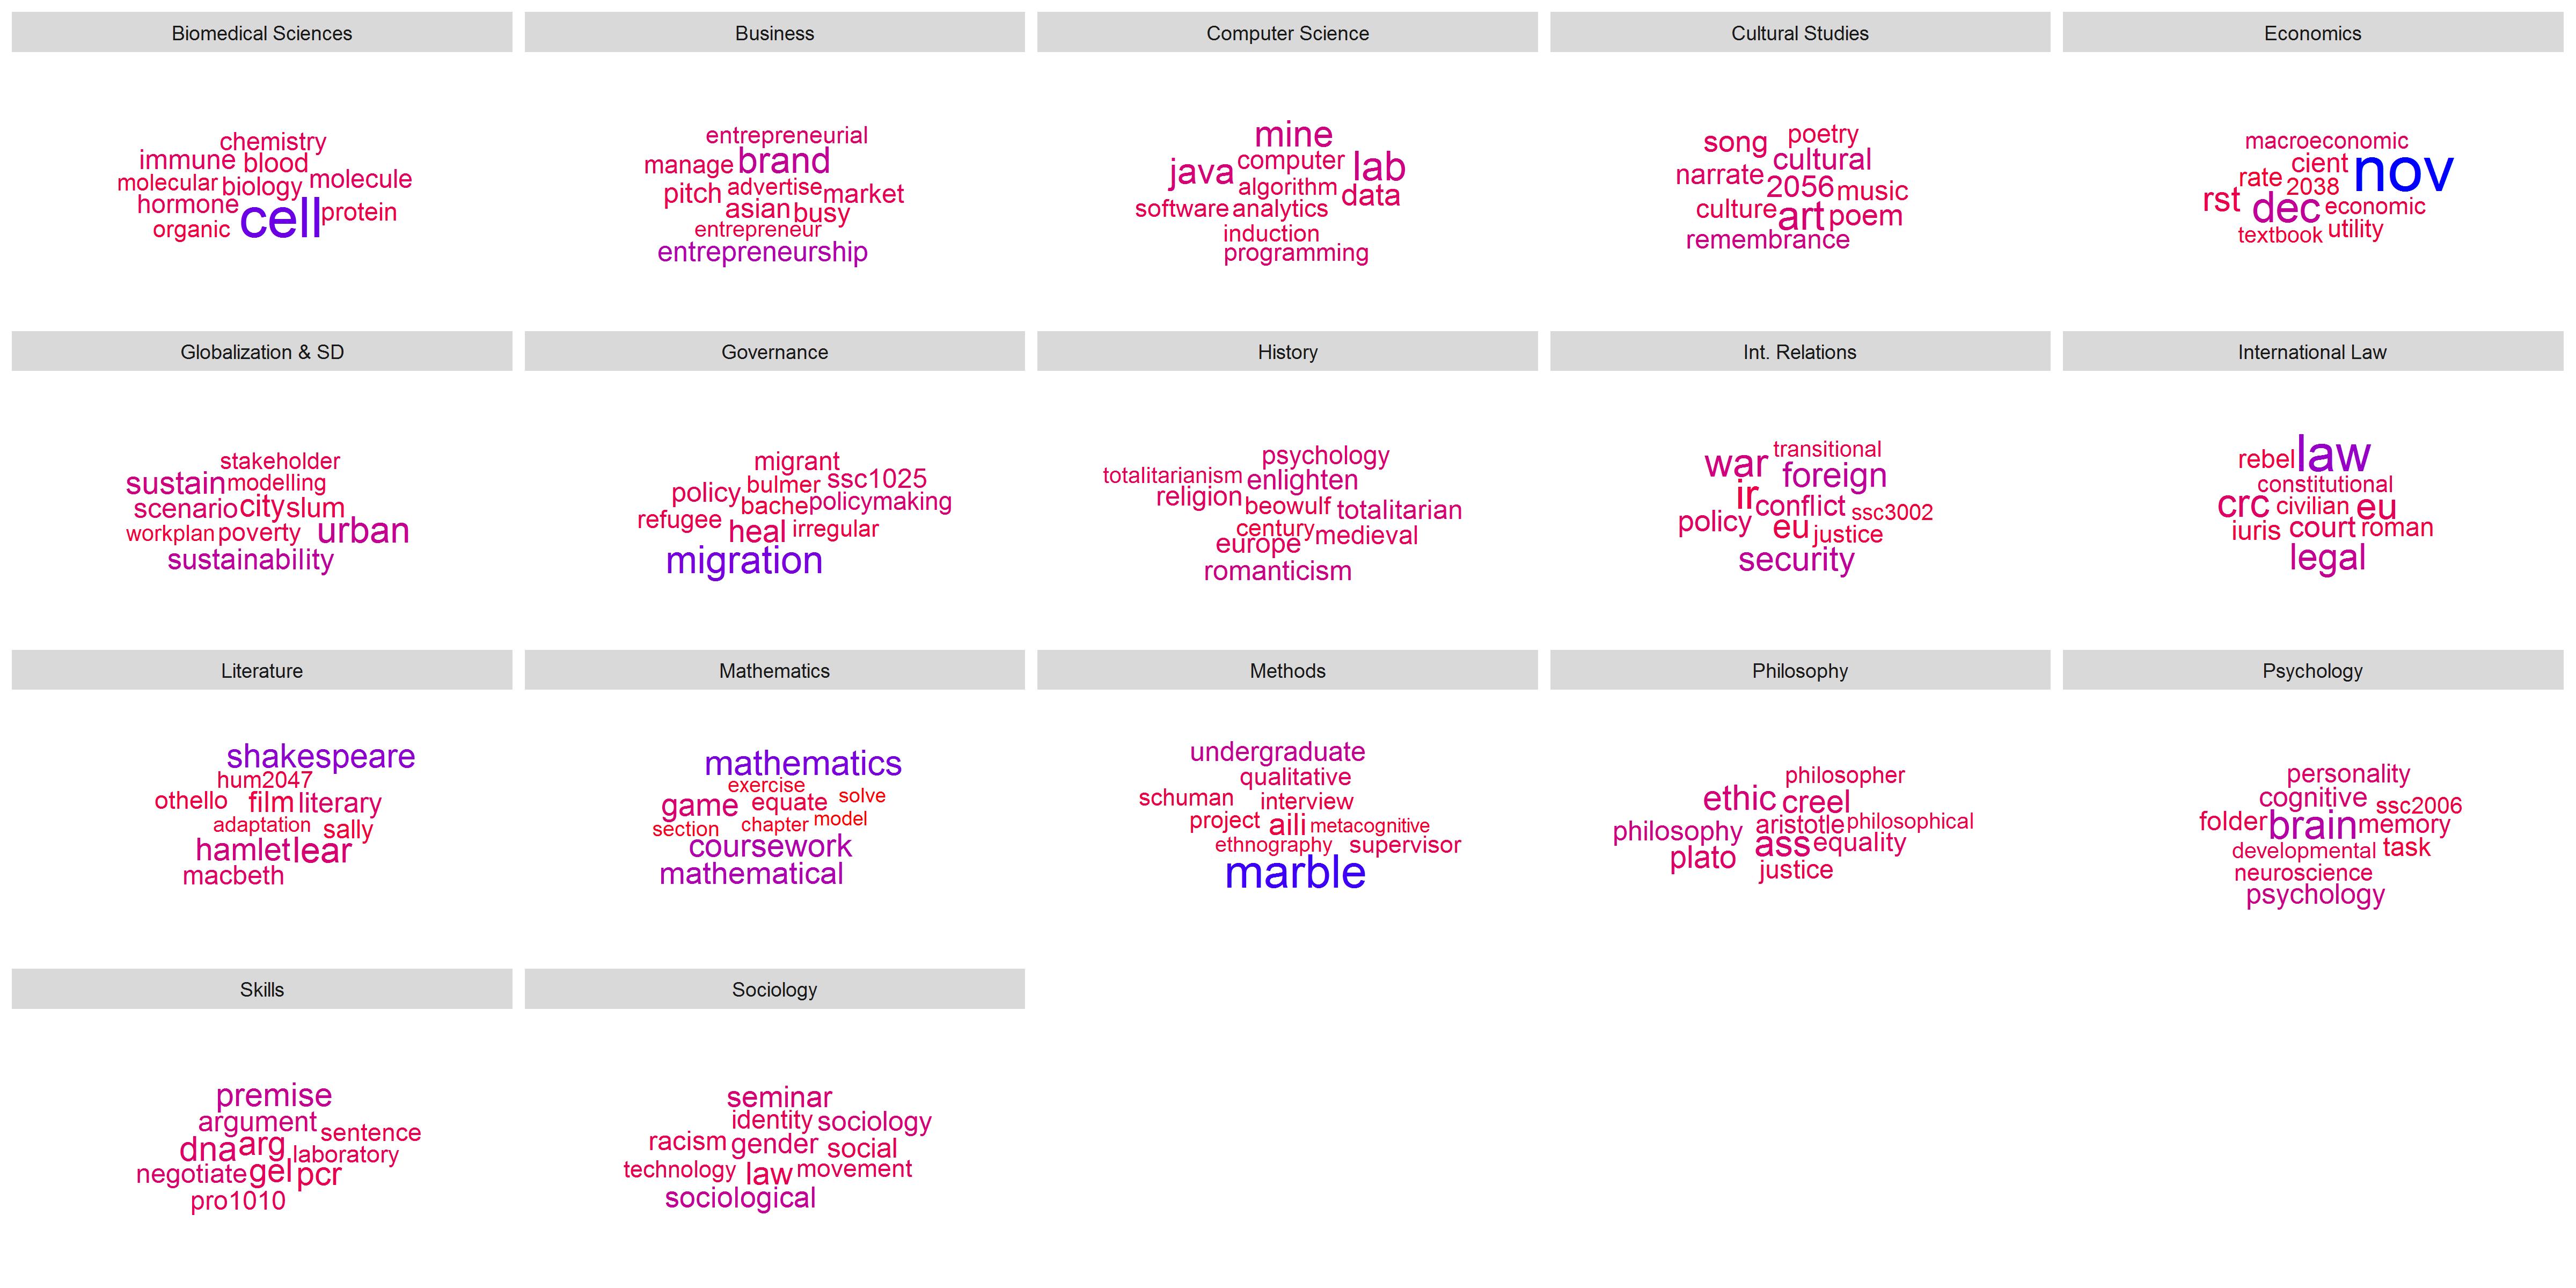 Biomedical Sciences
chemistry
immune blood
molecular biology molecule
hormone cell protein
organic
Business
entrepreneurial
manage brand
pitch advertise market
asian busy
entrepreneur
entrepreneurship
Computer Science
mine
java computer lab
algorithm data
software analytics
induction
programming
Cultural Studies
song poetry
narrate cultural
2056 music
culture art poem
remembrance
Economics
macroeconomic
cient nov
rate 2038
rst dec economic
textbook utility
Globalization & SD
stakeholder
sustain modelling
scenario city slum
workplan poverty urban
sustainability
Governance
migrant
policy bulmer ssc1025
bache policymaking
refugee heal irregular
migration
History
psychology
totalitarianism enlighten
religion beowulf totalitarian
century medieval
europe
romanticism
Int. Relations
war transitional
foreign
ir conflict ssc3002
policy eu justice
security
International Law
rebel law
constitutional
crc civilian eu
iuris court roman
legal
Literature
shakespeare
hum2047
othello film literary
adaptation sally
hamlet lear
macbeth
Mathematics
mathematics
exercise
game equate solve
section chapter model
coursework
mathematical
Methods
undergraduate
qualitative
schuman interview
project aili metacognitive
ethnography supervisor
marble
Philosophy
philosopher
ethic creel
philosophy aristotle philosophical
plato ass equality
justice
Psychology
personality
cognitive ssc2006
folder brain memory
developmental task
neuroscience
psychology
Skills
premise
argument sentence
dna arg laboratory
negotiate gel pcr
pro1010
Sociology
seminar
identity sociology
racism gender social
technology law movement
sociological